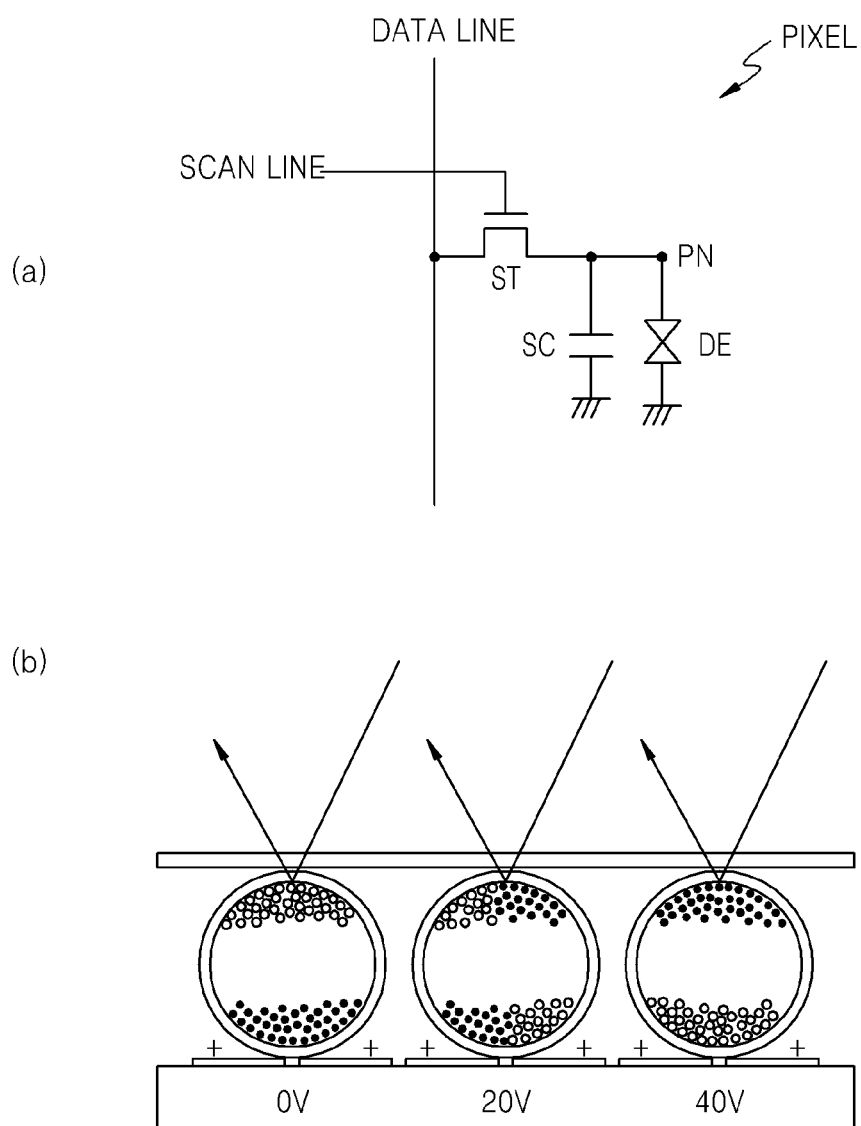 DATA LINE
PIXEL
SCAN LINE
(a)
ST
PN
SC
DE
(b)
+ + + + + +
0V 20V 40V